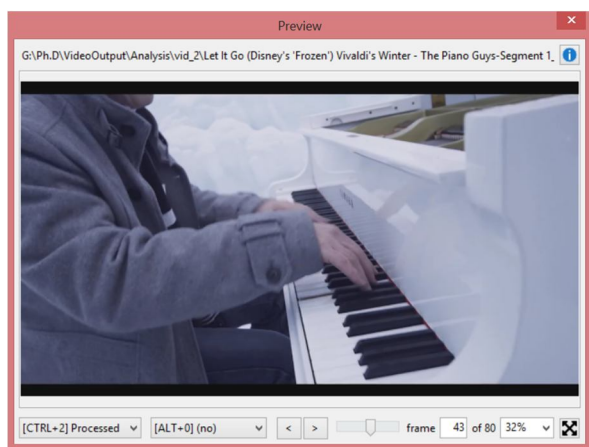 Preview
G:\Ph.D\VideoOutput\Analysis\vid_2\Let It Go (Disney's 'Frozen') Vivaldi's Winter - The Piano Guys-Segment 1_
[CTRL+2] Processed [ALT+0] (no) < > frame 43 of 80 32%